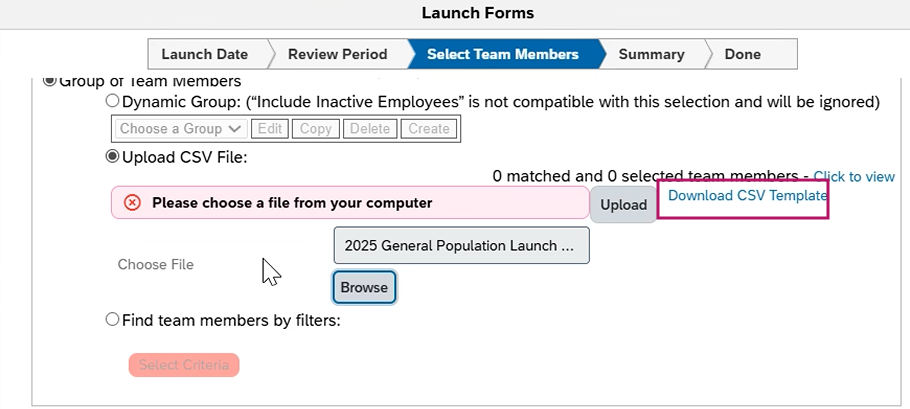 Launch Forms
Launch Date Review Period Select Team Members Summary Done
Group of Team Members
Dynamic Group: (“Include Inactive Employees” is not compatible with this selection and will be ignored)
Choose a Group Edit Copy Delete Create
Upload CSV File:
0 matched and 0 selected team members - Click to view
Please choose a file from your computer Upload Download CSV Template
2025 General Population Launch ...
Choose File
Browse
Find team members by filters:
Select Criteria